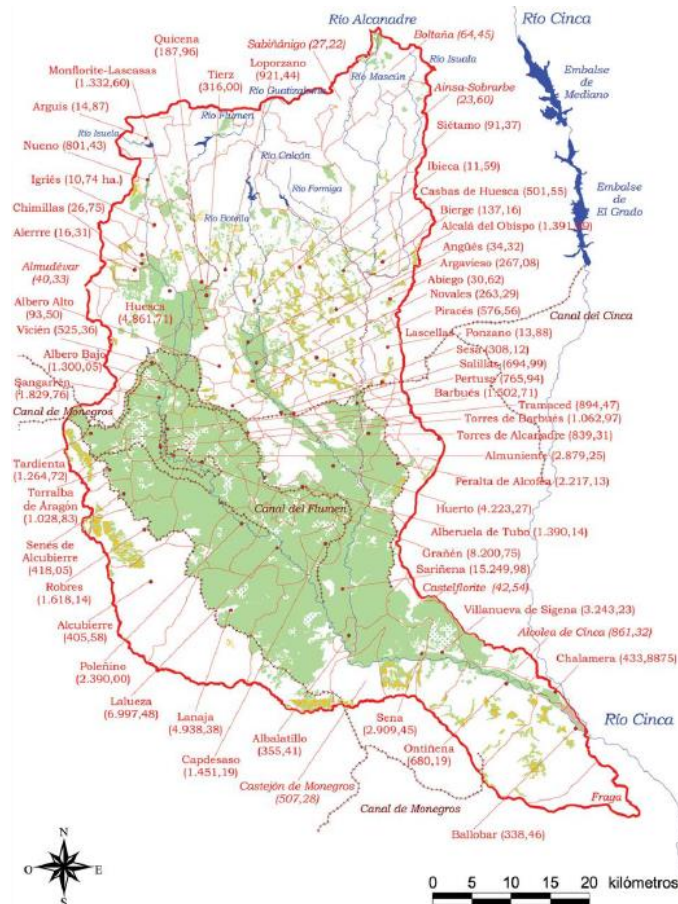 Río Alcanadre
Río Cinca
Quicena
(187,96)
Sabiñánigo (27,22)
Boltaña (64,45)
Loporzano
(921,44)
Tierz
(316,00)
Monflorite-Lascasas
(1.332,60)
Río Isuala
Río Mascún
Aínsa-Sobrarbe
(23,60)
Embalse
de
Mediano
Río Guatizalema
Río Flumen
Arguis (14,87)
Río Isuela
Nueno
(801,43)
Siétamo (91,37)
Río Calcón
Ibieca (11,59)
Río Formiga
Igriés (10,74 ha.)
Casbas de Huesca (501,55)
Embalse
de
El Grado
Chimillas
(26,75)
Río Botella
Bierge (137,16)
Alcalá del Obispo
Alerrre
(16,31)
Angüés (34,32)
Argavieso (267,08)
Almudévar
(40,33)
Abiego (30,62)
Novales (263,29)
Albero Alto
(93,50)
Huesca
(4.861,71)
Piracés (576,56)
Canal del Cinca
Vicién (525,36)
Lascellas Ponzano (13,88)
Sesa (308,12)
Albero Bajo
(1.300,05)
Salillas (694,99)
Pertusa (765,94)
Sangarrén
(1.829,76)
Barbués (1.502,71)
Tramaced (894,47)
Canal de Monegros
Torres de Barbués (1.062,97)
Torres de Alcanadre (839,31)
Almuniente (2.879,25)
Tardienta
(1.264,72)
Peralta de Alcofea (2.217,13)
Torralba
de Aragón
(1.028,83)
Canal del Flumen
Huerto (4.223,27)
Alberuela de Tubo (1.390,14)
Senés de
Alcubierre
(418,05)
Grañén (8.200,75)
Sariñena (15.249,98)
Castelflorite (42,54)
Robres
(1.618,14)
Villanueva de Sigena (3.243,23)
Alcolea de Cinca (861,32)
Alcubierre
(405,58)
Chalamera (433,8875)
Poleñino
(2.390,00)
Lalueza
(6.997,48)
Lanaja
(4.938,38)
Albalatillo
(355,41)
Sena
(2.909,45)
Río Cinca
Capdesaso
(1.451,19)
Ontiñena
(680,19)
Castejón de Monegros
(507,28)
Canal de Monegros
Fraga
Ballobar (338,46)
N
O
E
S
0 5 10 15 20 kilómetros